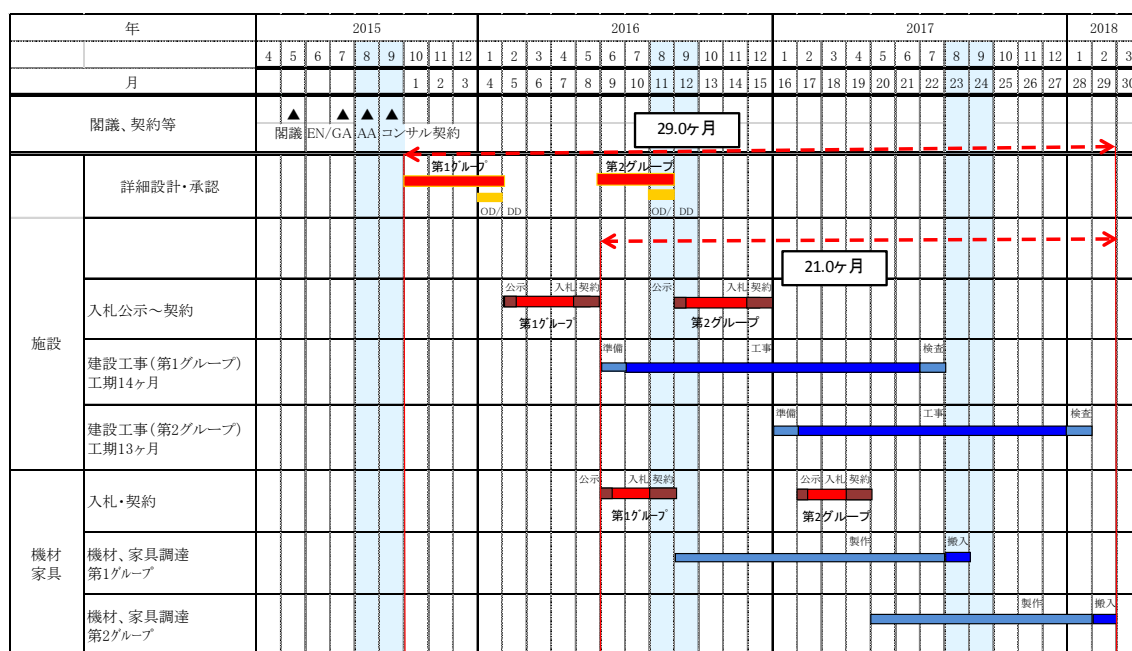 年 2015 2016 2017 2018
4 5 6 7 8 9 10 11 12 1 2 3 4 5 6 7 8 9 10 11 12 1 2 3 4 5 6 7 8 9 10 11 12 1 2 3
月 1 2 3 4 5 6 7 8 9 10 11 12 13 14 15 16 17 18 19 20 21 22 23 24 25 26 27 28 29 30
閣議、契約等 ▲ ▲ ▲ ▲
閣議 EN/GA AA コンサル契約
29.0ヶ月
詳細設計・承認 第1グループ 第2グループ
OD/ DD OD/ DD
21.0ヶ月
施設
公示 入札 契約 公示 入札 契約
入札公示～契約
第1グループ 第2グループ
準備 工事 検査
建設工事(第1グループ)
工期14ヶ月
準備 工事 検査
建設工事(第2グループ)
工期13ヶ月
公示 入札 契約 公示 入札 契約
入札・契約
第1グループ 第2グループ
機材
家具
製作 搬入
機材、家具調達
第1グループ
製作 搬入
機材、家具調達
第2グループ